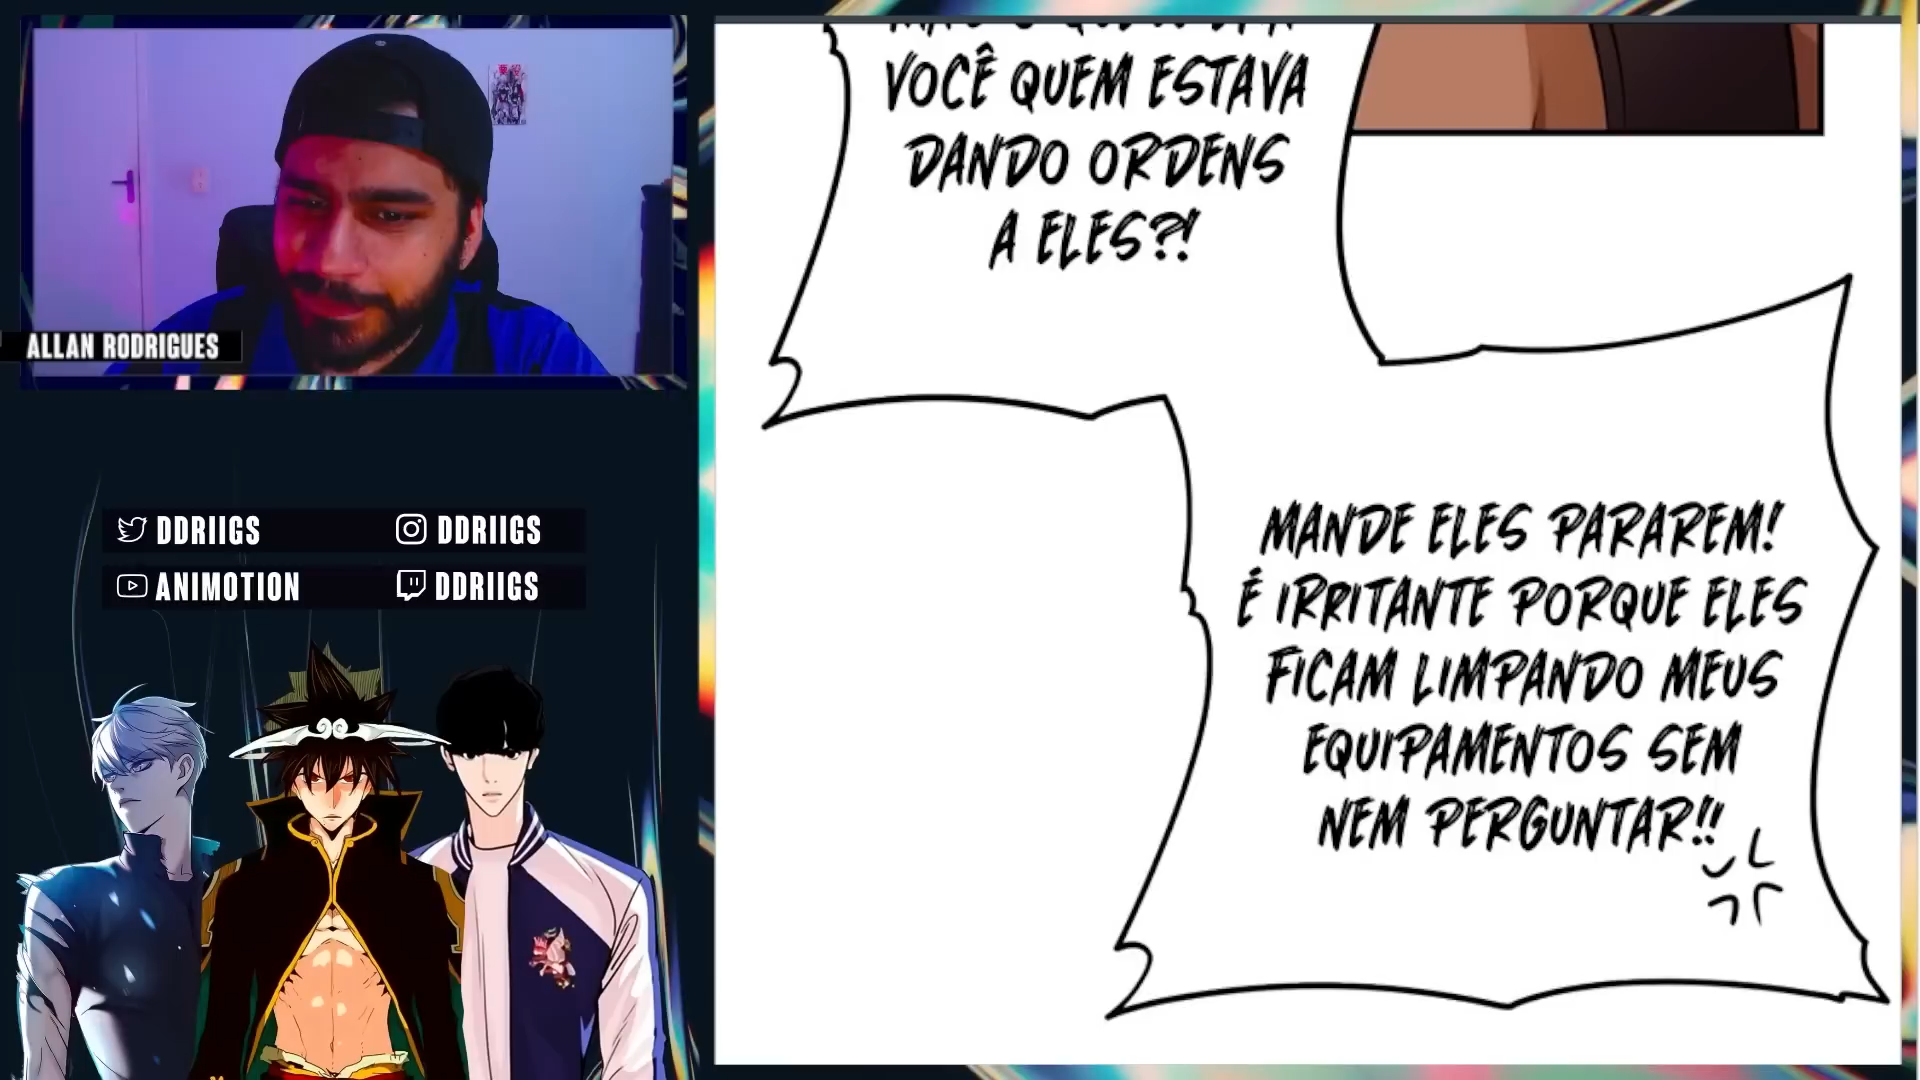 ALLAN RODRIGUES
DDRIIGS
DDRIIGS
ANIMOTION
DDRIIGS
VOCÊ QUEM ESTAVA
DANDO ORDENS
A ELES?!
MANDE ELES PARAREM!
É IRRITANTE PORQUE ELES
FICAM LIMPANDO MEUS
EQUIPAMENTOS SEM
NEM PERGUNTAR!!